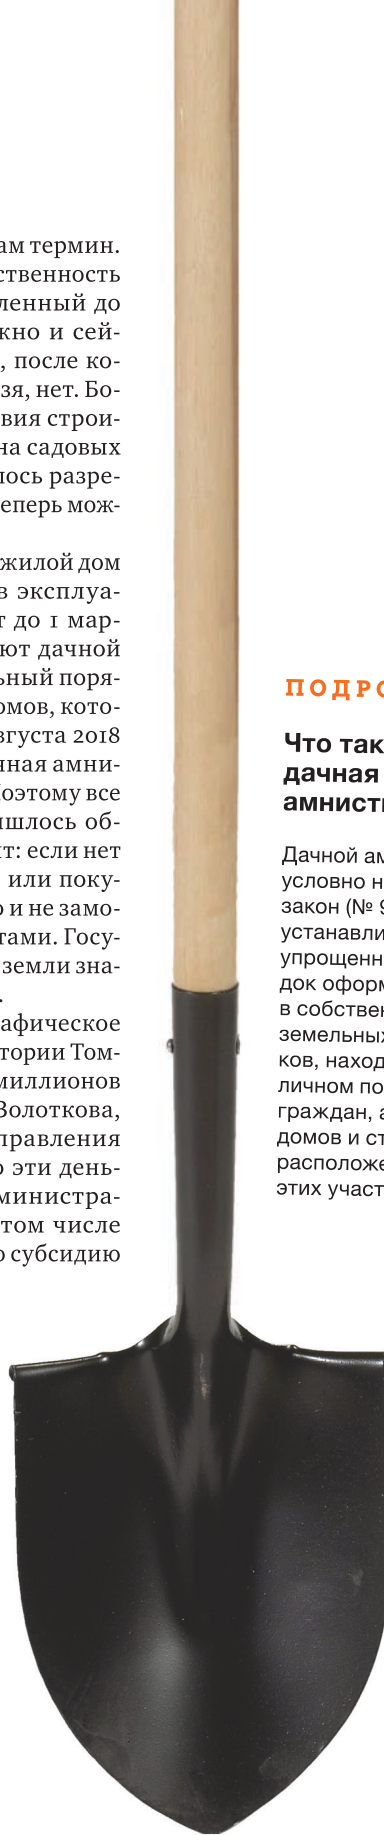 ам термин.
ственность
ленный до
жно и сей-
, после ко-
зя, нет. Бо-
вия строи-
на садовых
лось разре-
еперь мож-
жилой дом
в эксплуа-
т до 1 мар-
ют дачной
ьный поря-
омов, кото-
вгуста 2018
чная амни-
Поэтому все
ишлось об-
т: если нет
или поку-
о и не замо-
тами. Госу-
земли зна-
.
афическое
тории Том-
миллионов
Волоткова,
правления
о эти день-
министра-
том числе
ю субсидию
ПОДРО
Что так
дачная
амнисти
Дачной ам
условно н
закон (№ 9
устанавли
упрощенн
док оформ
в собствен
земельных
ков, наход
личном по
граждан, а
домов и ст
расположе
этих участ